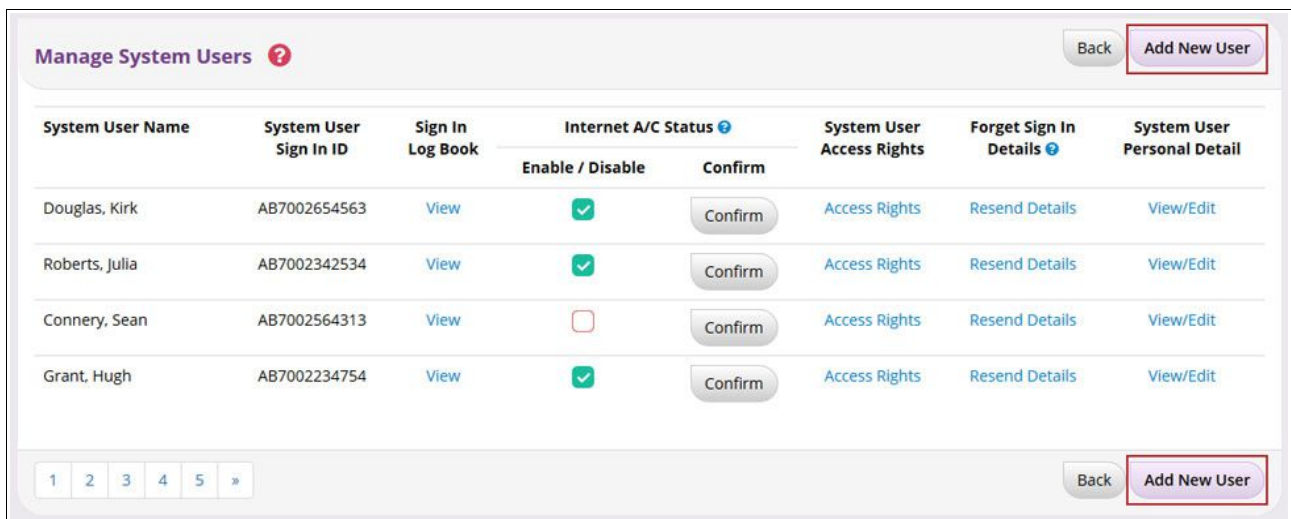 Manage System Users ?
Back Add New User
System User Name System User Sign In ID Sign In Log Book Internet A/C Status ? System User Access Rights Forget Sign In Details ? System User Personal Detail
Enable / Disable Confirm
Douglas, Kirk AB7002654563 View Confirm Access Rights Resend Details View/Edit
Roberts, Julia AB7002342534 View Confirm Access Rights Resend Details View/Edit
Connery, Sean AB7002564313 View Confirm Access Rights Resend Details View/Edit
Grant, Hugh AB7002234754 View Confirm Access Rights Resend Details View/Edit
1 2 3 4 5 »
Back Add New User